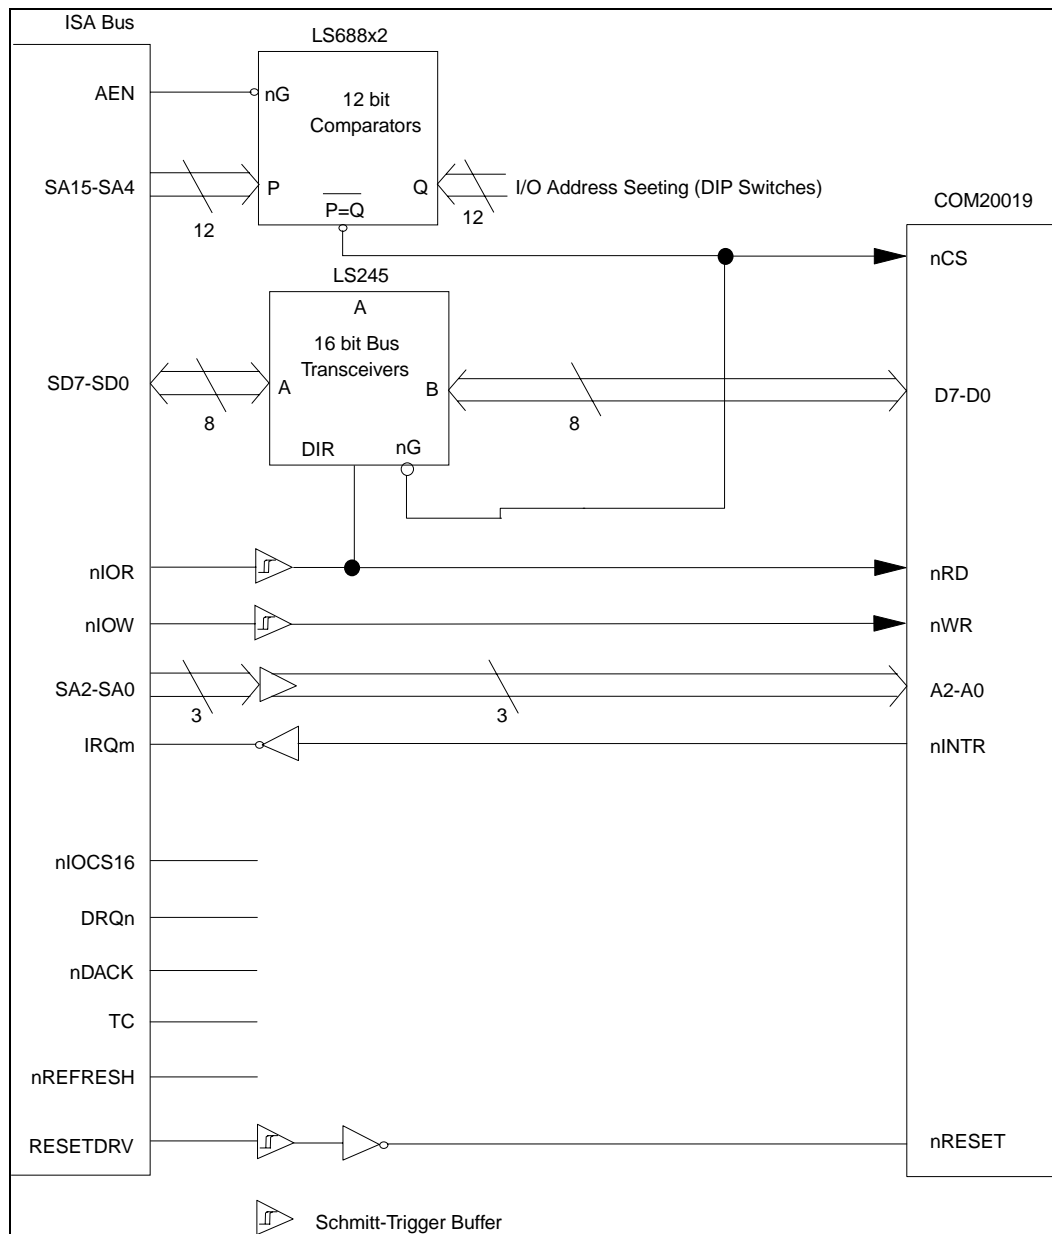 ISA Bus
LS688x2
AEN
nG
12 bit
Comparators
SA15-SA4
12
P
Q
P=Q
12
I/O Address Seeting (DIP Switches)
COM20019
nCS
LS245
A
16 bit Bus
Transceivers
SD7-SD0
8
A
B
8
D7-D0
DIR
nG
nIOR
nRD
nIOW
nWR
SA2-SA0
3
3
A2-A0
IRQm
nINTR
nIOCS16
DRQn
nDACK
TC
nREFRESH
RESETDRV
nRESET
Schmitt-Trigger Buffer